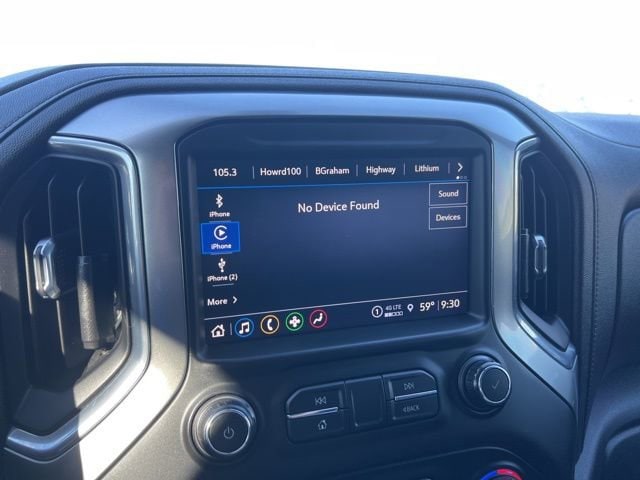 105.3 Howrd100 BGraham Highway Lithium
No Device Found
Sound
Devices
iPhone
iPhone
iPhone (2)
More
1 4G LTE 59° 9:30
BACK